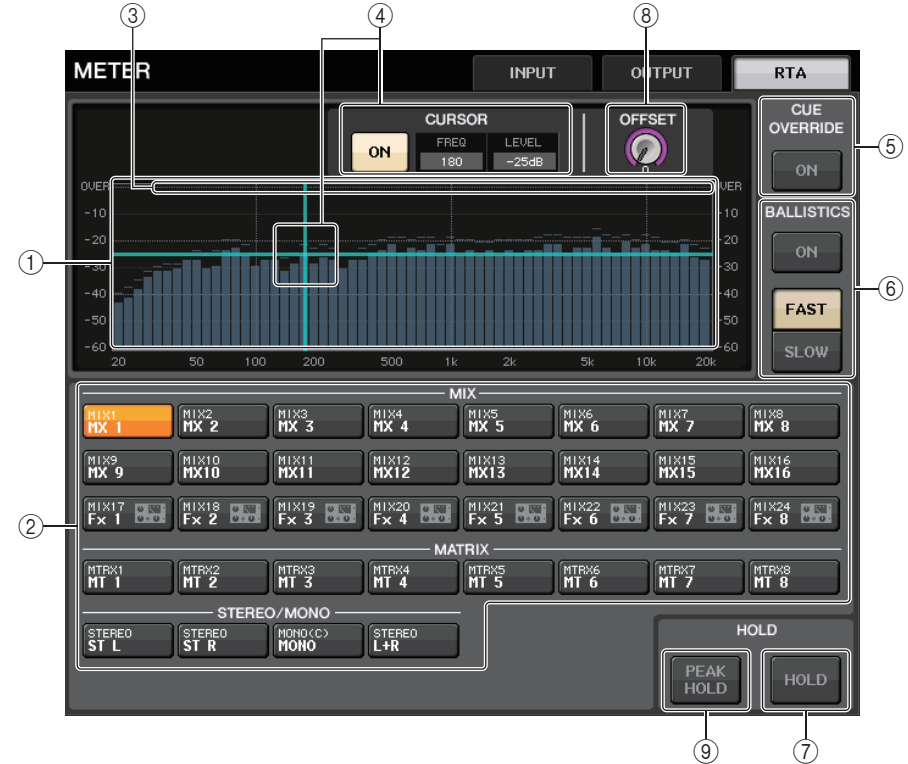 ③ ④ ⑧
METER INPUT OUTPUT RTA
CURSOR OFFSET CUE OVERRIDE
ON FREQ LEVEL
180 -25dB 0 ON ⑤
OVER OVER
-10 -10 BALLISTICS
-20 -20 ON
① -30 -30
-40 -40 ⑥
-50 -50 FAST
-60 -60 SLOW
20 50 100 200 500 1k 2k 5k 10k 20k
MIX
MIX1 MIX2 MIX3 MIX4 MIX5 MIX6 MIX7 MIX8
MX 1 MX 2 MX 3 MX 4 MX 5 MX 6 MX 7 MX 8
MIX9 MIX10 MIX11 MIX12 MIX13 MIX14 MIX15 MIX16
MX 9 MX10 MX11 MX12 MX13 MX14 MX15 MX16
② MIX17 MIX18 MIX19 MIX20 MIX21 MIX22 MIX23 MIX24
Fx 1 Fx 2 Fx 3 Fx 4 Fx 5 Fx 6 Fx 7 Fx 8
MATRIX
MTRX1 MTRX2 MTRX3 MTRX4 MTRX5 MTRX6 MTRX7 MTRX8
MT 1 MT 2 MT 3 MT 4 MT 5 MT 6 MT 7 MT 8
STEREO/MONO
STEREO STEREO MONO(C) STEREO
ST L ST R MONO L+R
HOLD
PEAK HOLD HOLD
⑨ ⑦